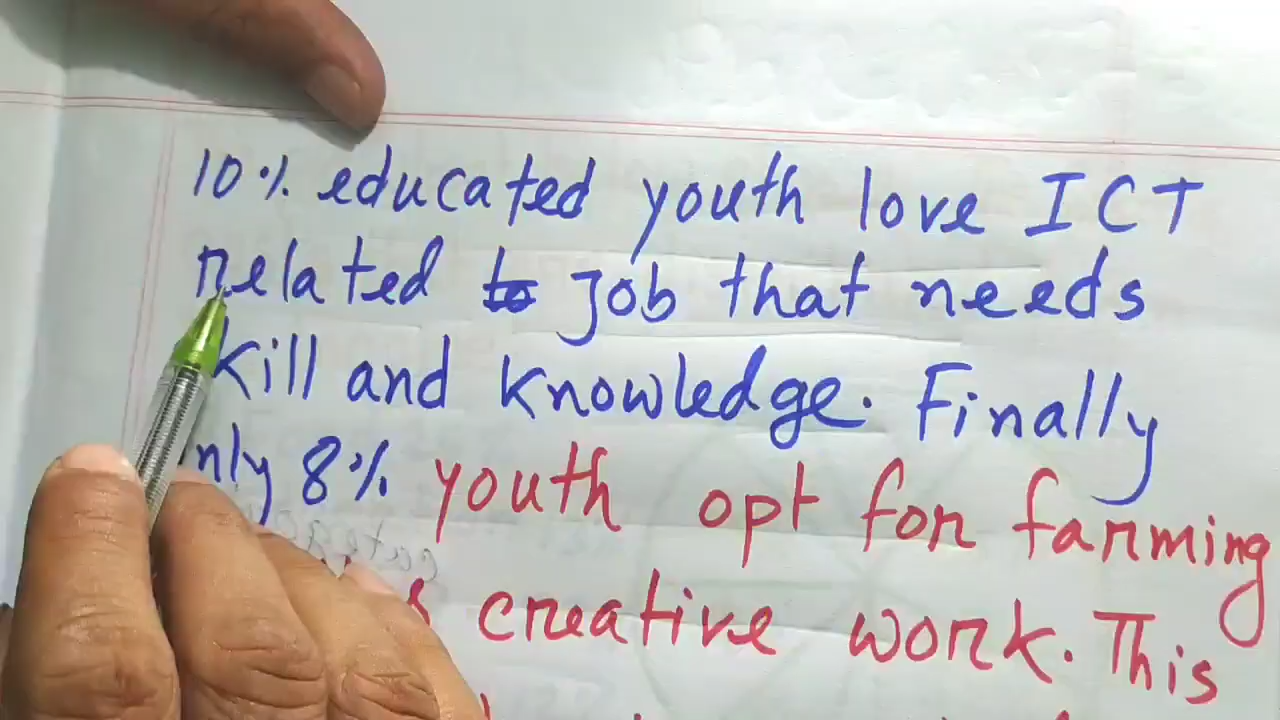 10% educated youth love ICT
related to job that needs
kill and knowledge. Finally
nly 8% youth opt for farming
s creative work. This